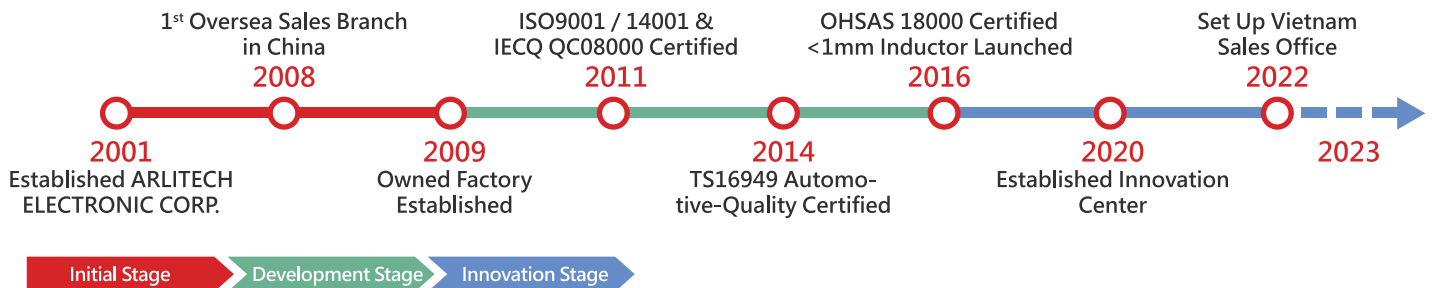 1st Oversea Sales Branch
in China
2008
ISO9001 / 14001 &
IECQ QC08000 Certified
2011
OHSAS 18000 Certified
<1mm Inductor Launched
2016
Set Up Vietnam
Sales Office
2022
2001
Established ARLITECH
ELECTRONIC CORP.
2009
Owned Factory
Established
2014
TS16949 Automo-
tive-Quality Certified
2020
Established Innovation
Center
2023
Initial Stage
Development Stage
Innovation Stage